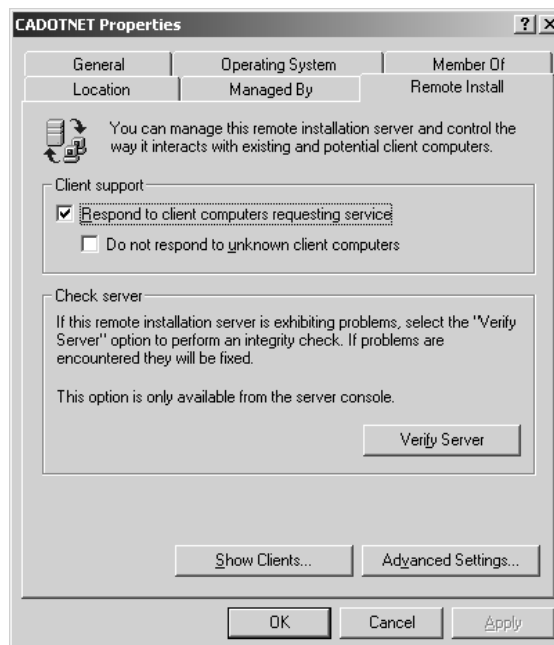 CADOTNET Properties
General Operating System Member Of
Location Managed By Remote Install
You can manage this remote installation server and control the
way it interacts with existing and potential client computers.
Client support
Respond to client computers requesting service
Do not respond to unknown client computers
Check server
If this remote installation server is exhibiting problems, select the "Verify
Server" option to perform an integrity check. If problems are
encountered they will be fixed.
This option is only available from the server console.
Verify Server
Show Clients... Advanced Settings...
OK Cancel Apply